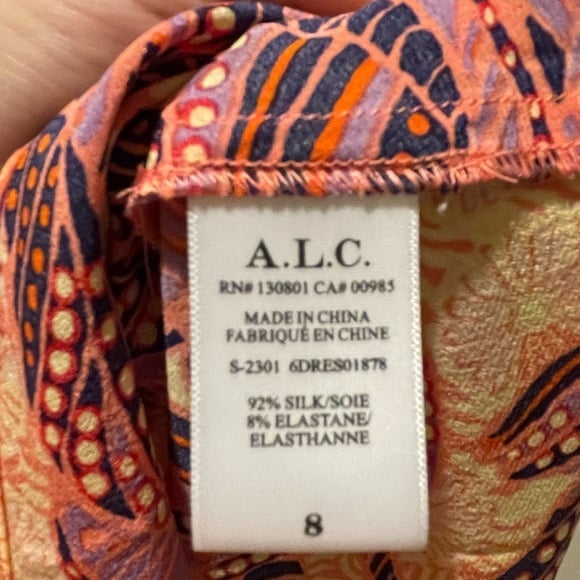 A.L.C.
RN# 130801 CA# 00985
MADE IN CHINA
FABRIQUÉ EN CHINE
S-2301 6DRES01878
92% SILK/SOIE
8% ELASTANE/
ELASTHANNE
8